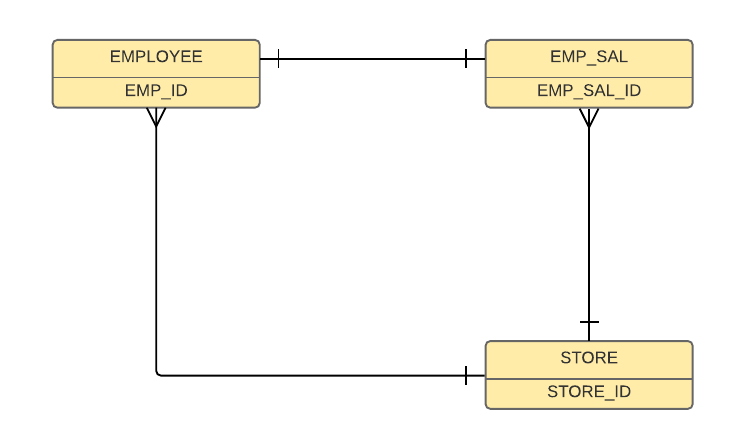 EMPLOYEE
EMP_ID
EMP_SAL
EMP_SAL_ID
STORE
STORE_ID